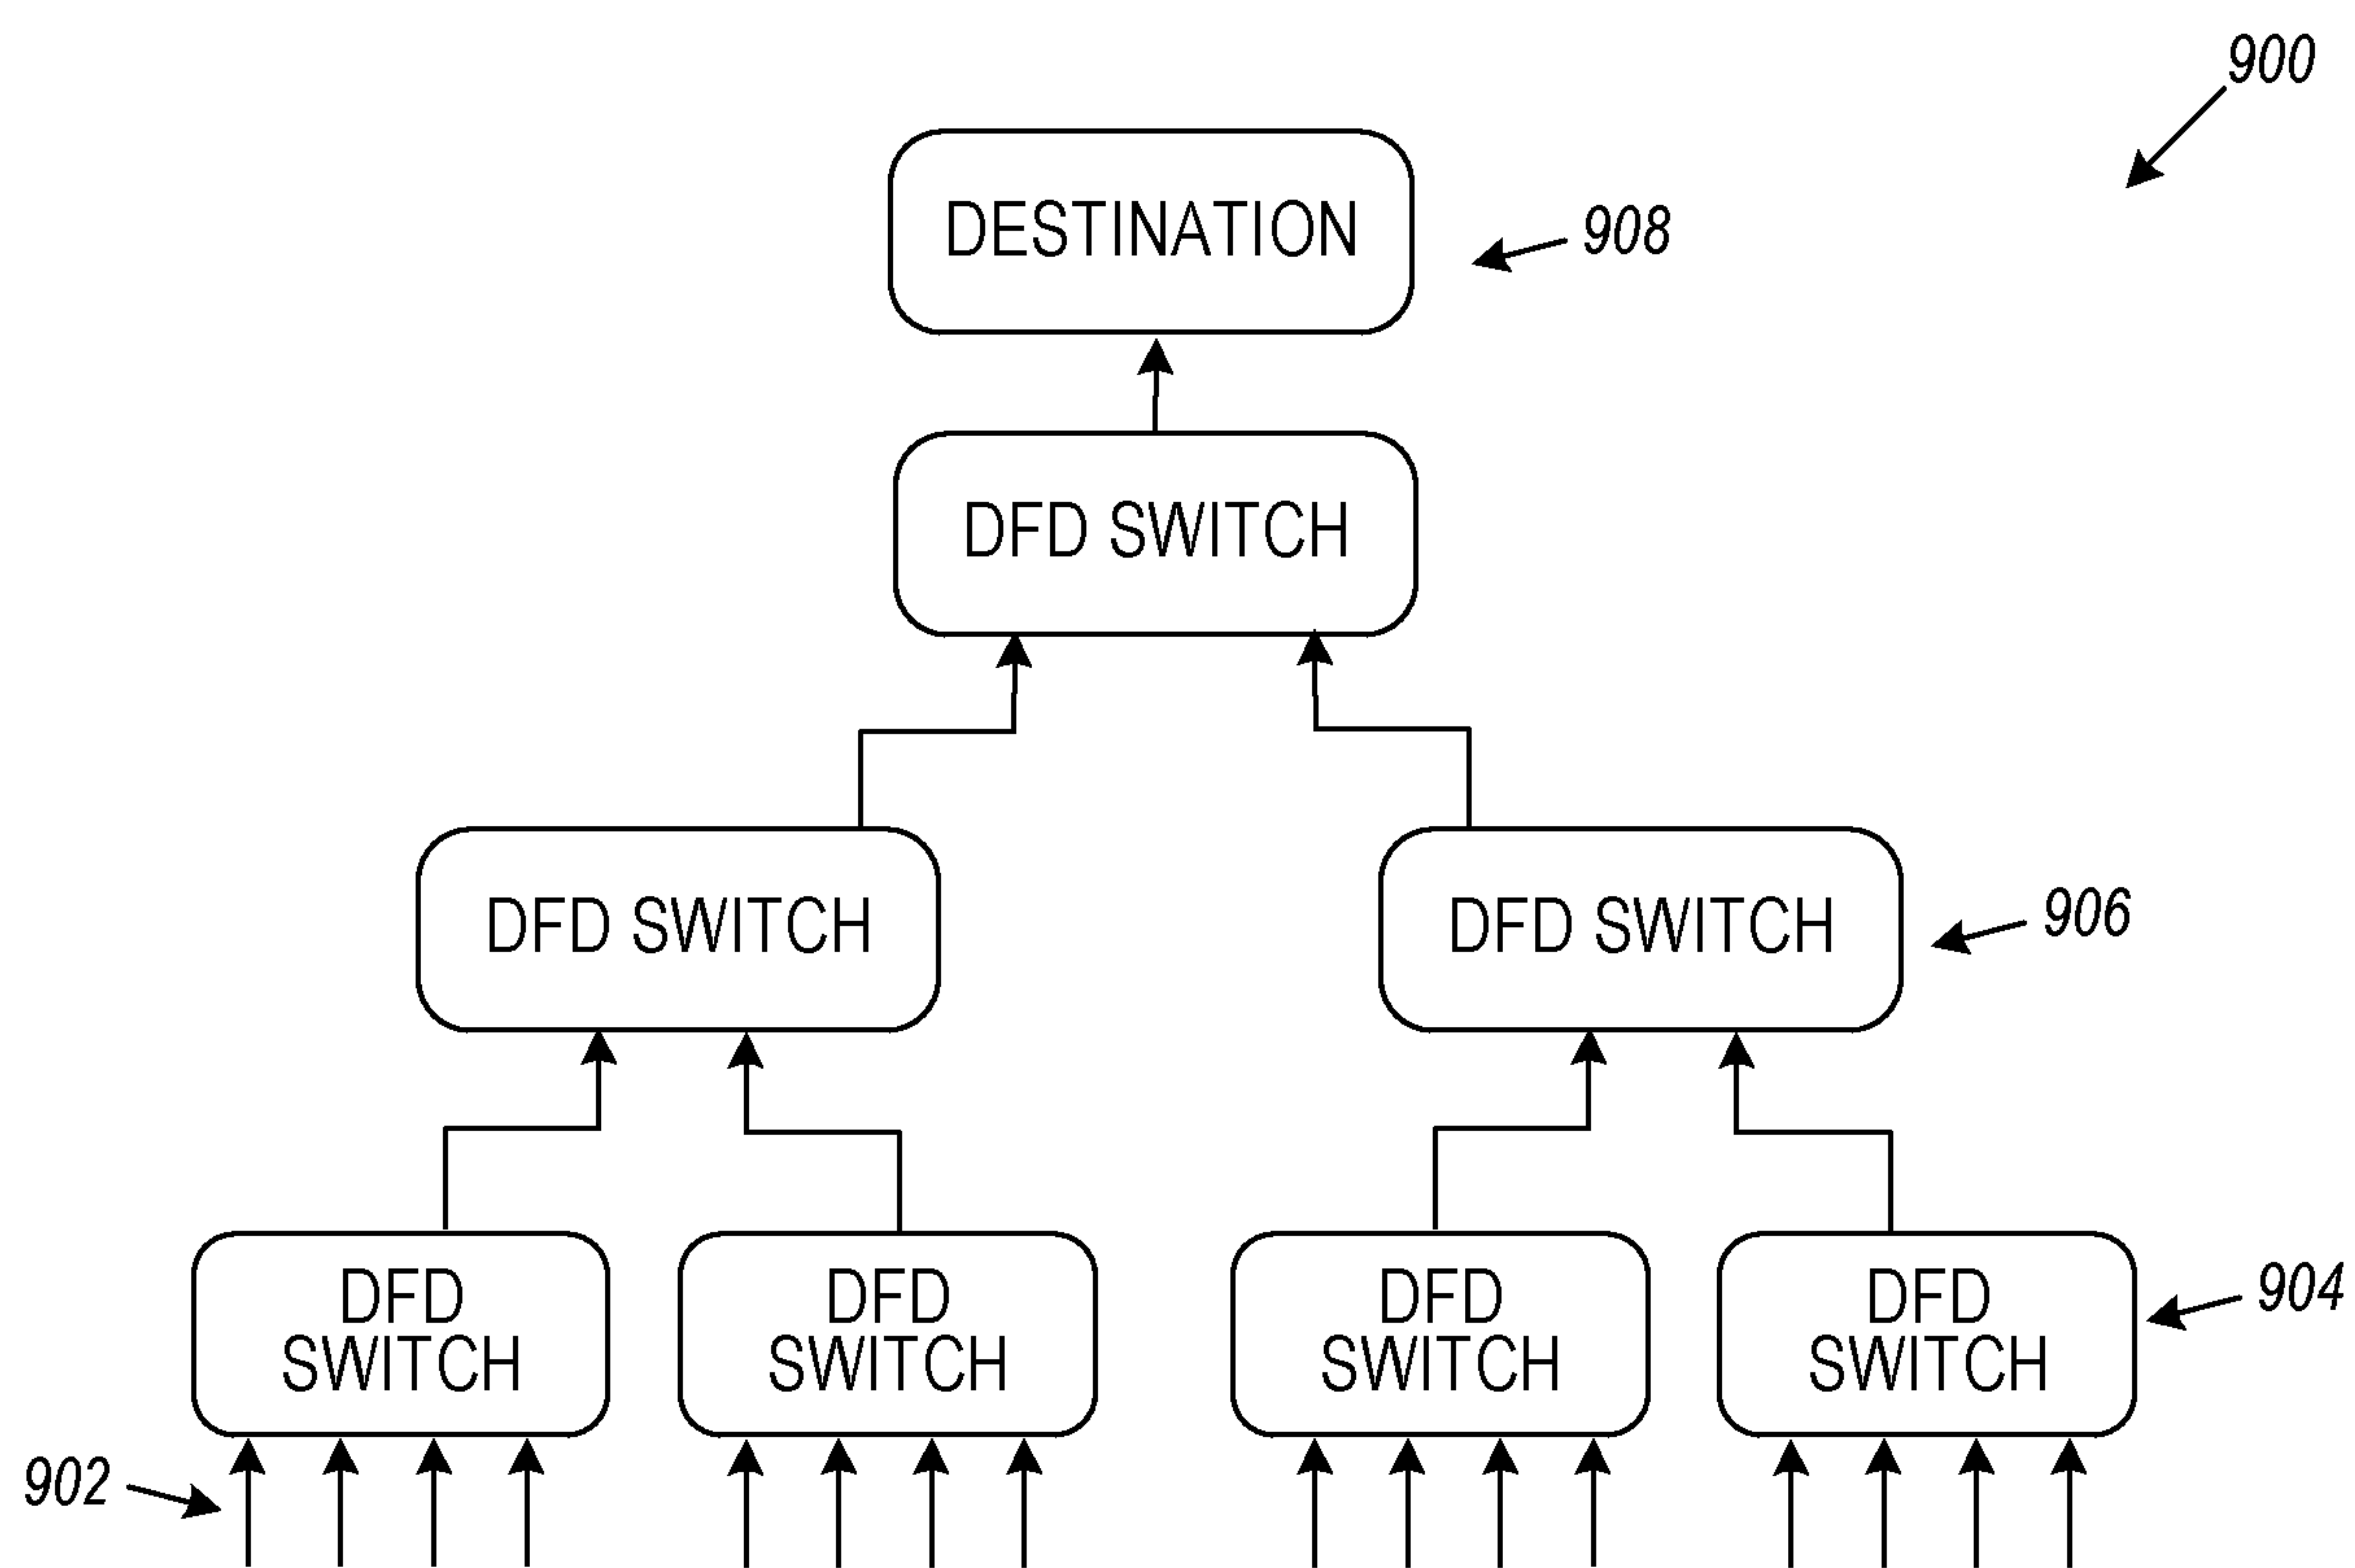 900
DESTINATION
908
DFD SWITCH
DFD SWITCH
DFD SWITCH
906
DFD
SWITCH
DFD
SWITCH
DFD
SWITCH
DFD
SWITCH
904
902